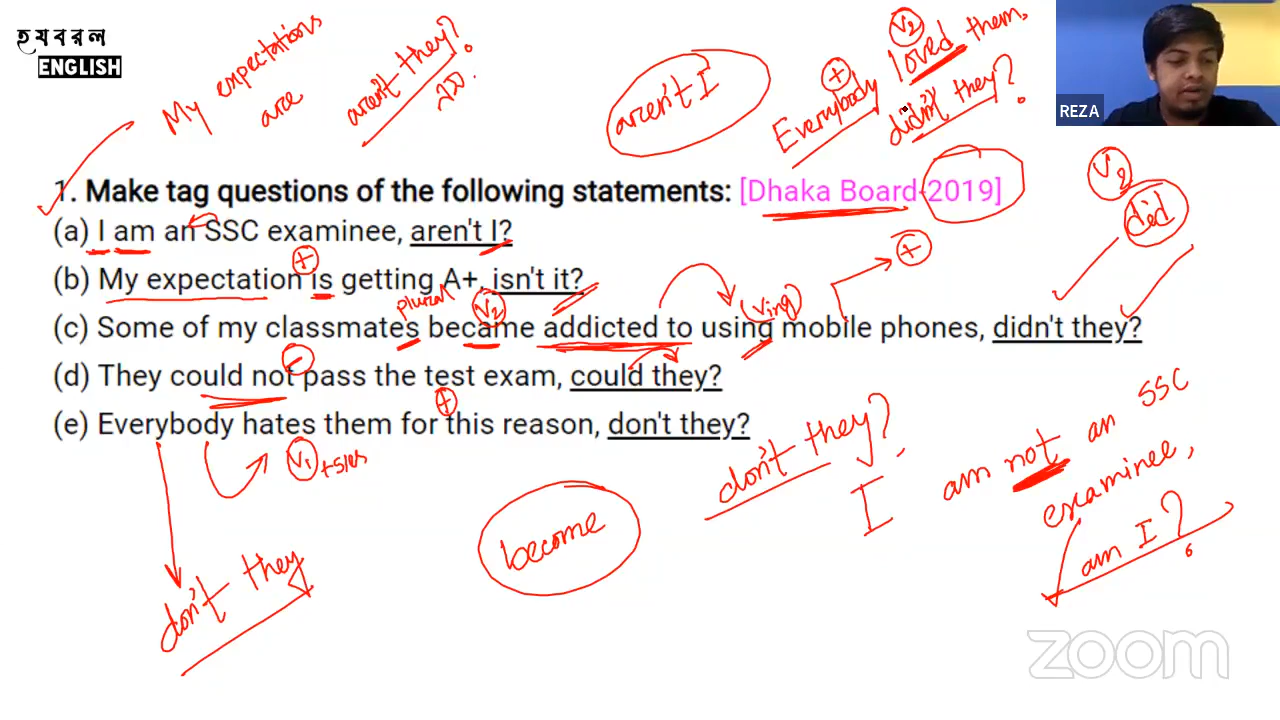 হ য ব র ল
ENGLISH
My expectations
are
aren't they?
aren't I
V2
+
Everybody loved them,
didn't they?
REZA
1. Make tag questions of the following statements: [Dhaka Board-2019]
V2
did
(a) I am an SSC examinee, aren't I?
+
+
(b) My expectation is getting A+, isn't it?
plural
V2
(Ving)
(c) Some of my classmates became addicted to using mobile phones, didn't they?
(d) They could not pass the test exam, could they?
+
(e) Everybody hates them for this reason, don't they?
V1 +s/es
don't they?
I am not an SSC
examinee,
am I?
become
don't they
zoom